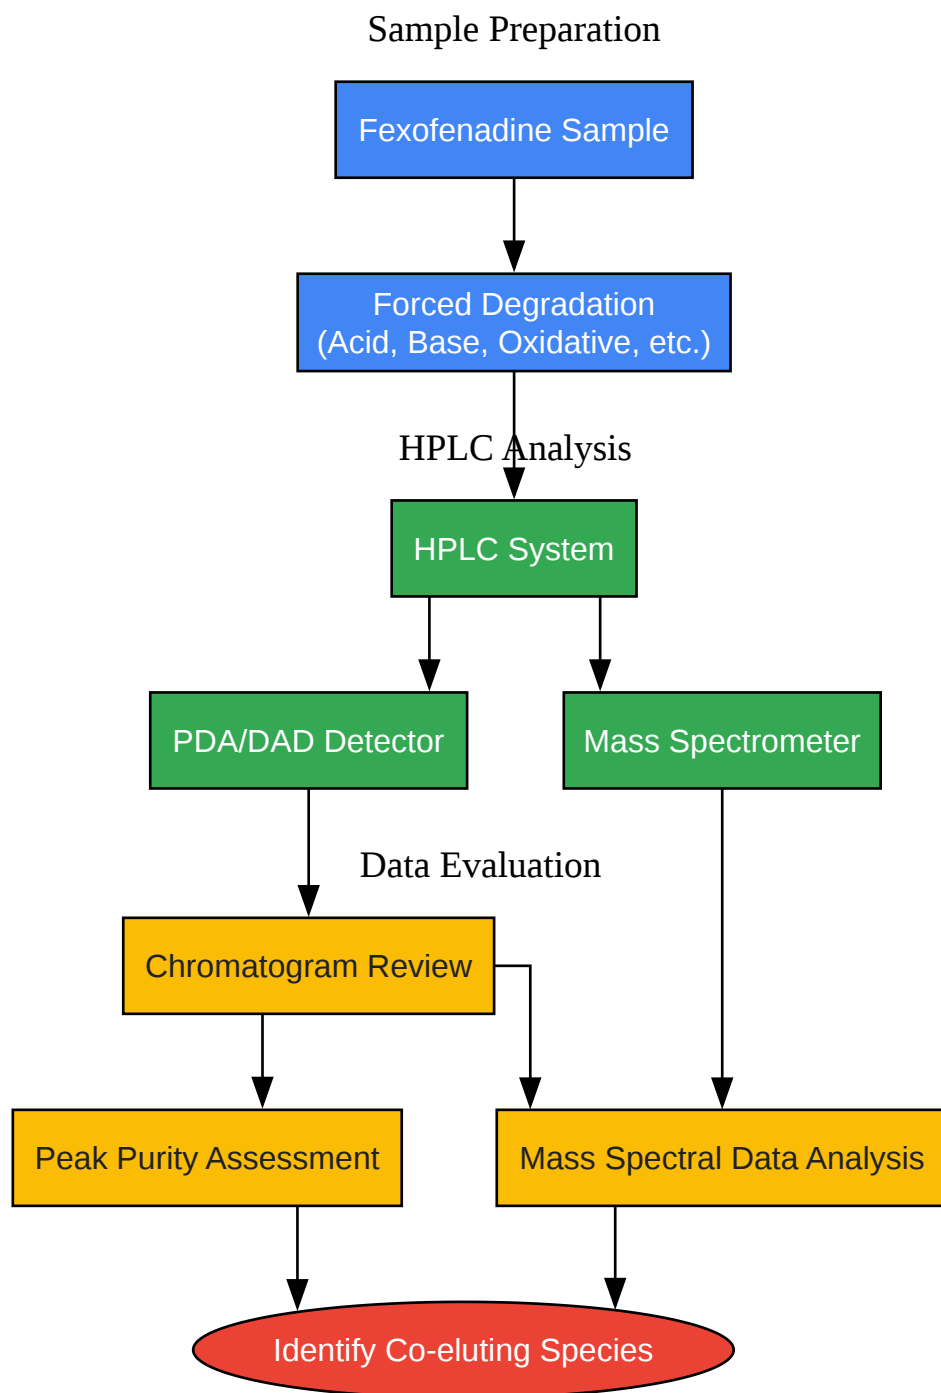 Sample Preparation
Fexofenadine Sample
Forced Degradation
(Acid, Base, Oxidative, etc.)
HPLC Analysis
HPLC System
PDA/DAD Detector
Mass Spectrometer
Data Evaluation
Chromatogram Review
Peak Purity Assessment
Mass Spectral Data Analysis
Identify Co-eluting Species